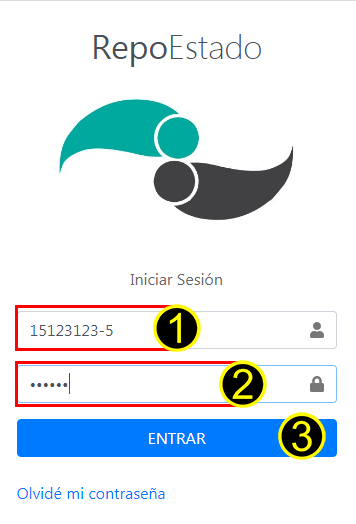 RepoEstado
Iniciar Sesión
15123123-5 1
•••••• 2
ENTRAR 3
Olvidé mi contraseña